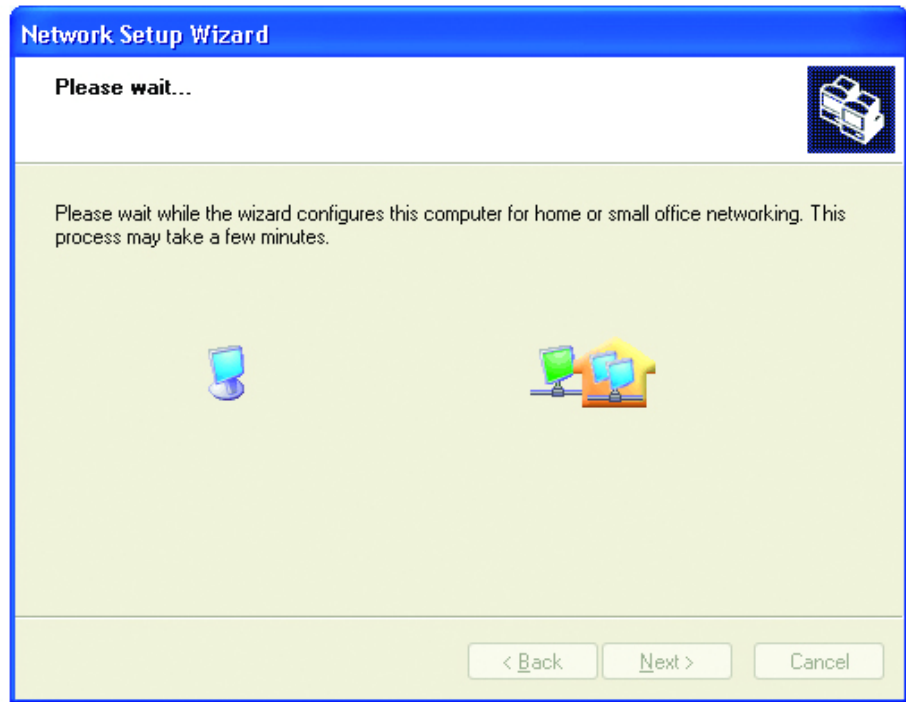 Network Setup Wizard
Please wait...
Please wait while the wizard configures this computer for home or small office networking. This
process may take a few minutes.
< Back
Next >
Cancel